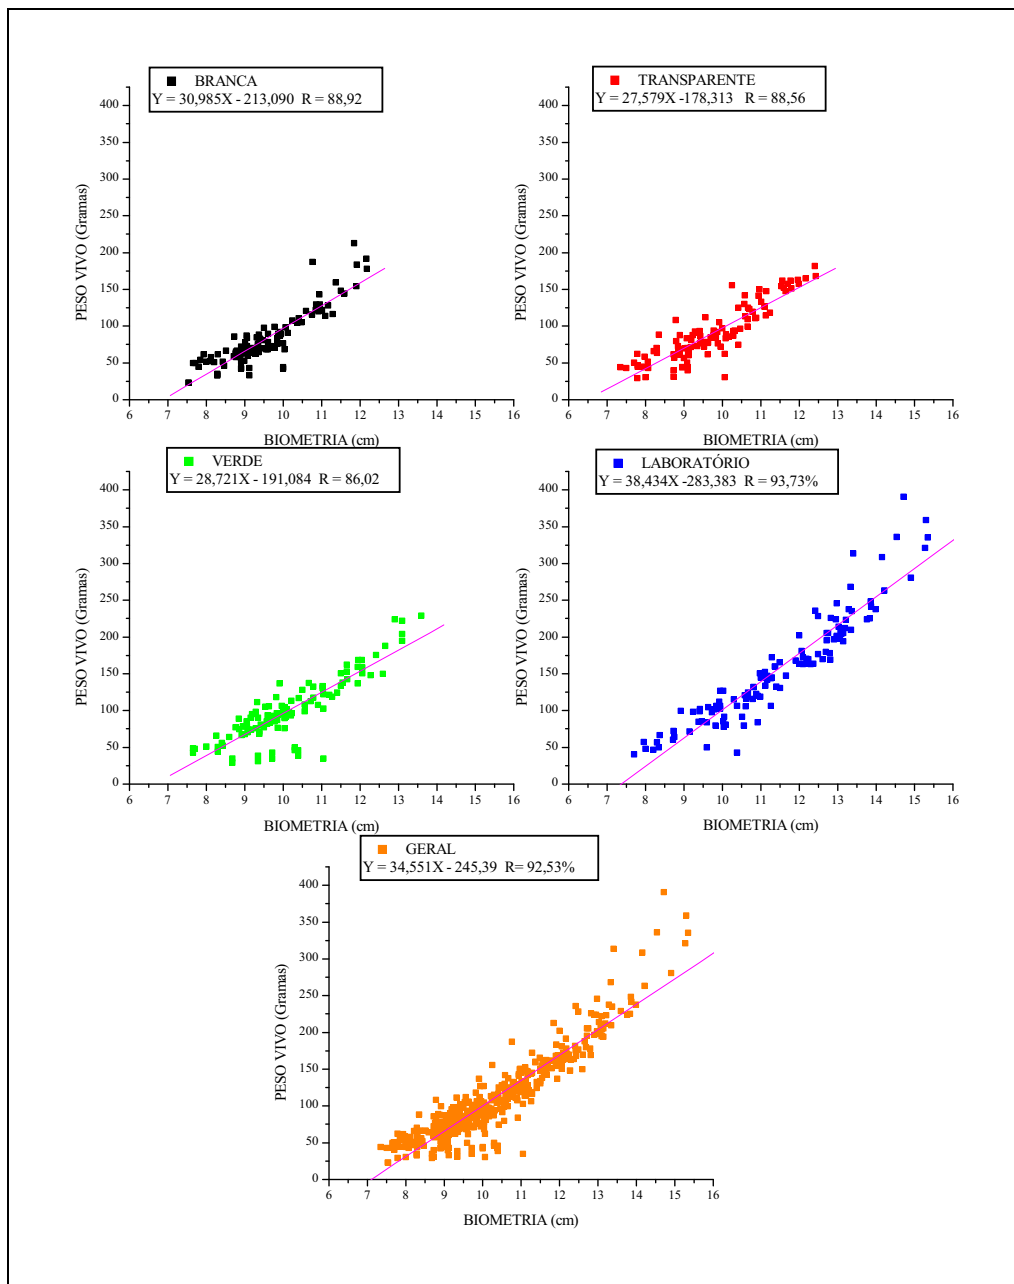 BRANCA
Y = 30,985X - 213,090 R = 88,92
400
350
300
250
200
150
100
50
0
PESO VIVO (Gramas)
6 7 8 9 10 11 12 13 14 15 16
BIOMETRIA (cm)
TRANSPARENTE
Y = 27,579X -178,313 R = 88,56
400
350
300
250
200
150
100
50
0
PESO VIVO (Gramas)
6 7 8 9 10 11 12 13 14 15 16
BIOMETRIA (cm)
VERDE
Y = 28,721X - 191,084 R = 86,02
400
350
300
250
200
150
100
50
0
PESO VIVO (Gramas)
6 7 8 9 10 11 12 13 14 15 16
BIOMETRIA (cm)
LABORATÓRIO
Y = 38,434X -283,383 R = 93,73%
400
350
300
250
200
150
100
50
0
PESO VIVO (Gramas)
6 7 8 9 10 11 12 13 14 15 16
BIOMETRIA (cm)
GERAL
Y = 34,551X - 245,39 R= 92,53%
400
350
300
250
200
150
100
50
0
PESO VIVO (Gramas)
6 7 8 9 10 11 12 13 14 15 16
BIOMETRIA (cm)